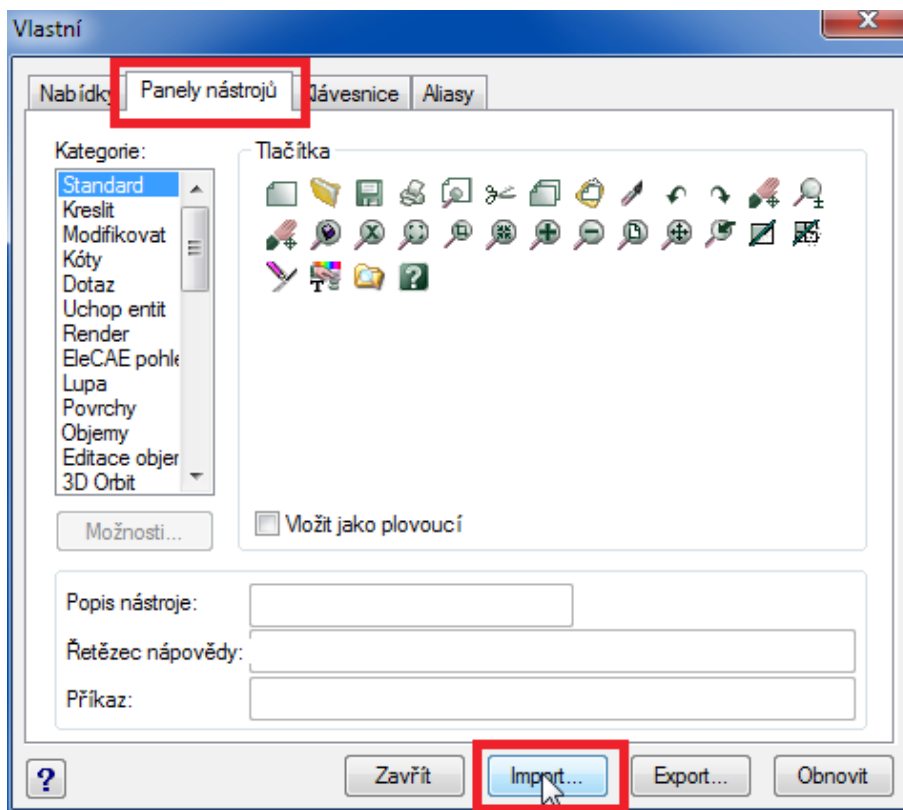 Vlastní
Nabídky Panely nástrojů Klávesnice Aliasy
Kategorie:
Tlačítka
Standard
Kreslit
Modifikovat
Kóty
Dotaz
Uchop entit
Render
EleCAE pohle
Lupa
Povrchy
Objemy
Editace objer
3D Orbit
Možnosti...
Vložit jako plovoucí
Popis nástroje:
Řetězec nápovědy:
Příkaz:
? Zavřít Import... Export... Obnovit